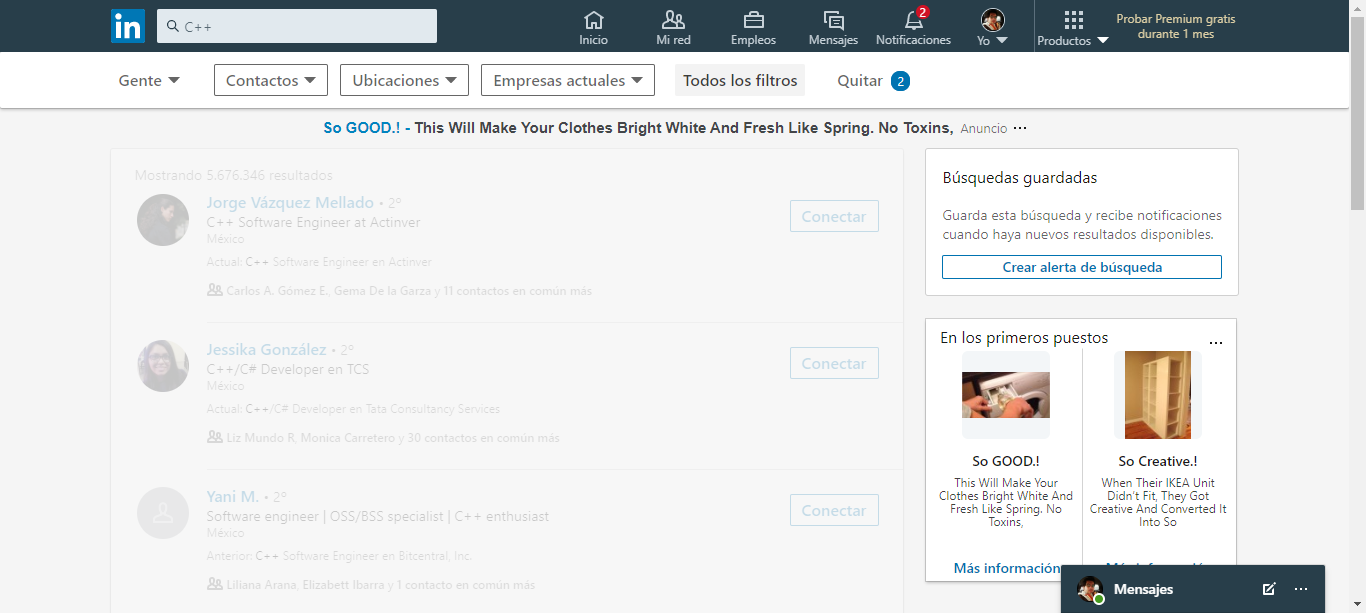 in
C++
Inicio
Mi red
Empleos
Mensajes
2
Notificaciones
Yo
Productos
Probar Premium gratis
durante 1 mes
Gente
Contactos
Ubicaciones
Empresas actuales
Todos los filtros
Quitar 2
So GOOD.! - This Will Make Your Clothes Bright White And Fresh Like Spring. No Toxins, Anuncio ...
Mostrando 5.676.346 resultados
Jorge Vázquez Mellado • 2º
C++ Software Engineer at Actinver
México
Actual: C++ Software Engineer en Actinver
Carlos A. Gómez E., Gema De la Garza y 11 contactos en común más
Conectar
Jessika González • 2º
C++/C# Developer en TCS
México
Actual: C++/C# Developer en Tata Consultancy Services
Liz Mundo R, Monica Carretero y 30 contactos en común más
Conectar
Yani M. • 2º
Software engineer | OSS/BSS specialist | C++ enthusiast
México
Anterior: C++ Software Engineer en Bitcentral, Inc.
Liliana Arana, Elizabett Ibarra y 1 contacto en común más
Conectar
Búsquedas guardadas
Guarda esta búsqueda y recibe notificaciones
cuando haya nuevos resultados disponibles.
Crear alerta de búsqueda
En los primeros puestos
...
So GOOD.!
This Will Make Your
Clothes Bright White And
Fresh Like Spring. No
Toxins,
Más información
So Creative.!
When Their IKEA Unit
Didn't Fit, They Got
Creative And Converted It
Into So
Mensajes
...